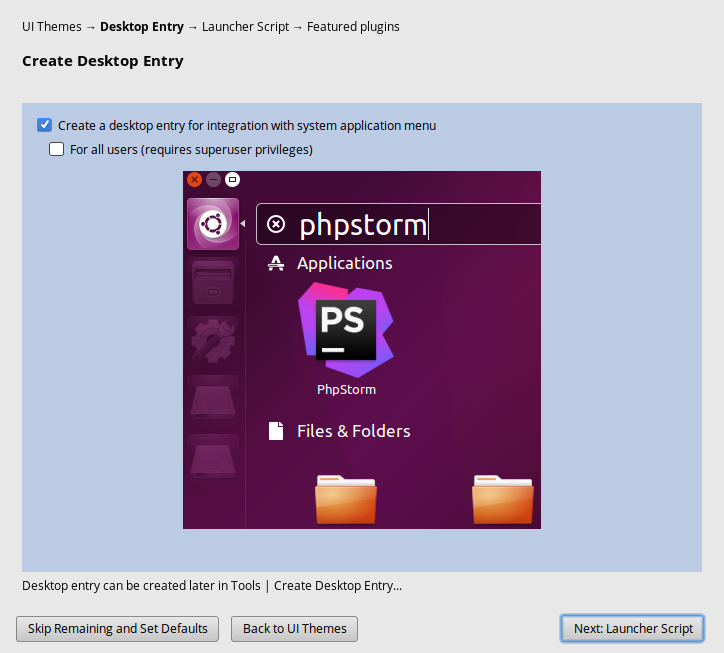 UI Themes → Desktop Entry → Launcher Script → Featured plugins
Create Desktop Entry
Create a desktop entry for integration with system application menu
For all users (requires superuser privileges)
phpstorm
Applications
PS
PhpStorm
Files & Folders
Desktop entry can be created later in Tools | Create Desktop Entry...
Skip Remaining and Set Defaults
Back to UI Themes
Next: Launcher Script